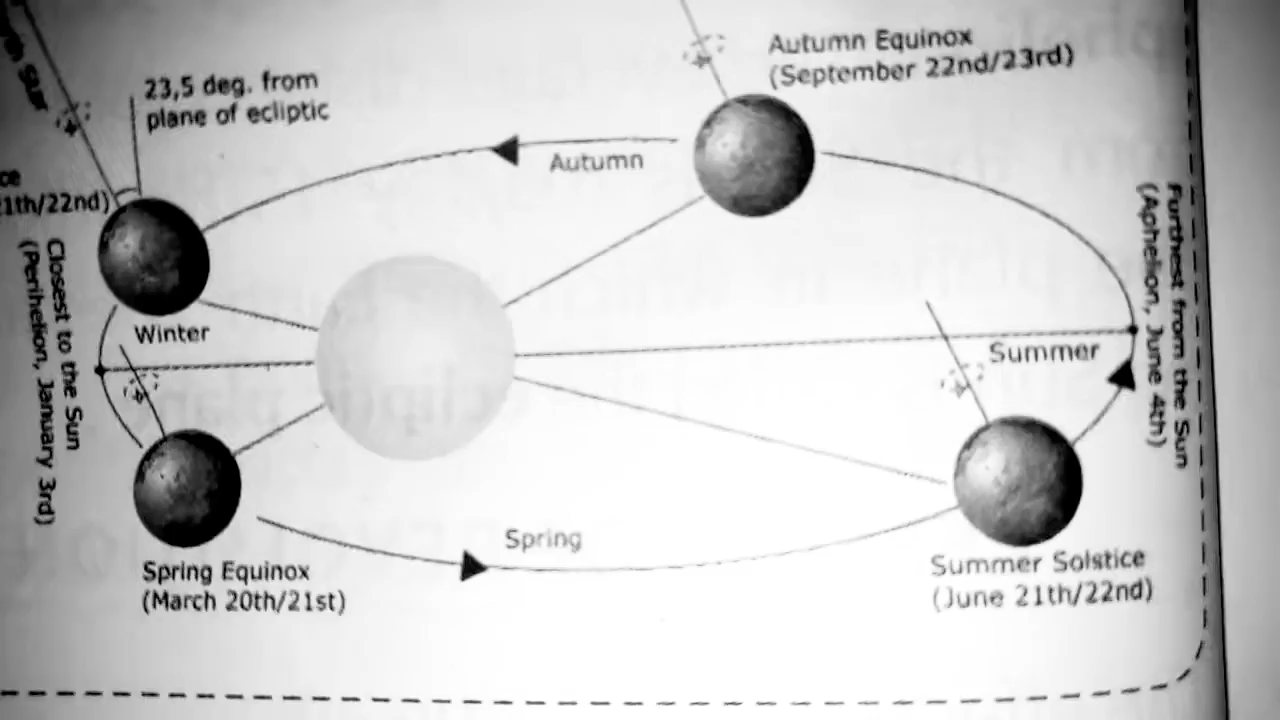 23,5 deg. from
plane of ecliptic
Autumn Equinox
(September 22nd/23rd)
Autumn
1th/22nd)
Closest to the Sun
(Perihelion, January 3rd)
Winter
Summer
Furthest from the Sun
(Aphelion, June 4th)
Spring
Spring Equinox
(March 20th/21st)
Summer Solstice
(June 21th/22nd)